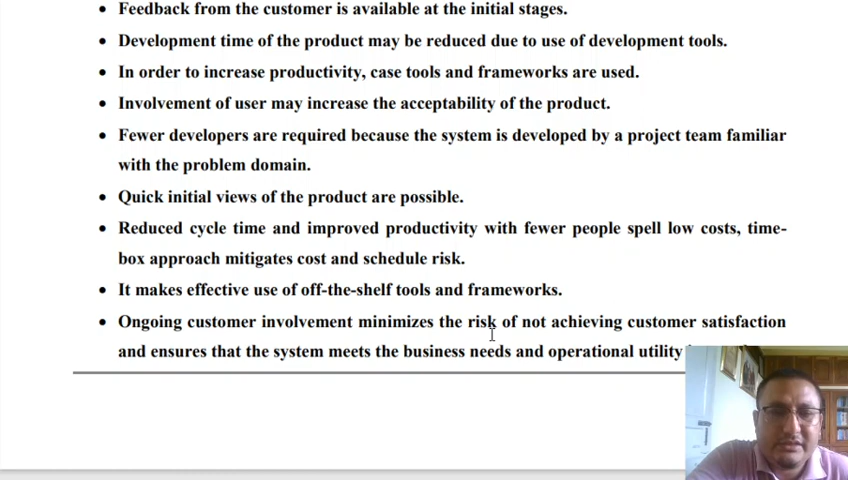 • Feedback from the customer is available at the initial stages.
• Development time of the product may be reduced due to use of development tools.
• In order to increase productivity, case tools and frameworks are used.
• Involvement of user may increase the acceptability of the product.
• Fewer developers are required because the system is developed by a project team familiar
with the problem domain.
• Quick initial views of the product are possible.
• Reduced cycle time and improved productivity with fewer people spell low costs, time-
box approach mitigates cost and schedule risk.
• It makes effective use of off-the-shelf tools and frameworks.
• Ongoing customer involvement minimizes the risk of not achieving customer satisfaction
and ensures that the system meets the business needs and operational utility